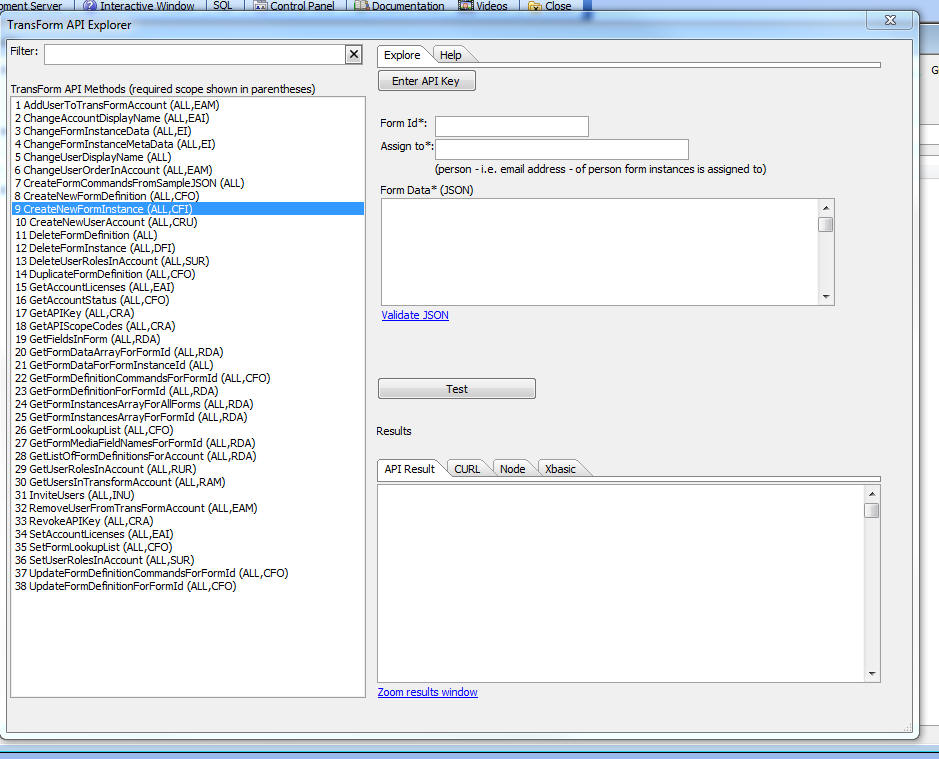 pment Server Interactive Window SQL Control Panel Documentation Videos Close
TransForm API Explorer
Filter:
TransForm API Methods (required scope shown in parentheses)
1 AddUserToTransFormAccount (ALL,EAM)
2 ChangeAccountDisplayName (ALL,EAI)
3 ChangeFormInstanceData (ALL,EI)
4 ChangeFormInstanceMetaData (ALL,EI)
5 ChangeUserDisplayName (ALL)
6 ChangeUserOrderInAccount (ALL,EAM)
7 CreateFormCommandsFromSampleJSON (ALL)
8 CreateNewFormDefinition (ALL,CFO)
9 CreateNewFormInstance (ALL,CFI)
10 CreateNewUserAccount (ALL,CRU)
11 DeleteFormDefinition (ALL)
12 DeleteFormInstance (ALL,DFI)
13 DeleteUserRolesInAccount (ALL,SUR)
14 DuplicateFormDefinition (ALL,CFO)
15 GetAccountLicenses (ALL,EAI)
16 GetAccountStatus (ALL,CFO)
17 GetAPIKey (ALL,CRA)
18 GetAPIScopeCodes (ALL,CRA)
19 GetFieldsInForm (ALL,RDA)
20 GetFormDataArrayForFormId (ALL,RDA)
21 GetFormDataForFormInstanceId (ALL)
22 GetFormDefinitionCommandsForFormId (ALL,CFO)
23 GetFormDefinitionForFormId (ALL,RDA)
24 GetFormInstancesArrayForAllForms (ALL,RDA)
25 GetFormInstancesArrayForFormId (ALL,RDA)
26 GetFormLookupList (ALL,CFO)
27 GetFormMediaFieldNamesForFormId (ALL,RDA)
28 GetListOfFormDefinitionsForAccount (ALL,RDA)
29 GetUserRolesInAccount (ALL,RUR)
30 GetUsersInTransformAccount (ALL,RAM)
31 InviteUsers (ALL,INU)
32 RemoveUserFromTransFormAccount (ALL,EAM)
33 RevokeAPIKey (ALL,CRA)
34 SetAccountLicenses (ALL,EAI)
35 SetFormLookupList (ALL,CFO)
36 SetUserRolesInAccount (ALL,SUR)
37 UpdateFormDefinitionCommandsForFormId (ALL,CFO)
38 UpdateFormDefinitionForFormId (ALL,CFO)
Explore Help
Enter API Key
Form Id*:
Assign to*:
(person - i.e. email address - of person form instances is assigned to)
Form Data* (JSON)
Validate JSON
Test
Results
API Result CURL Node Xbasic
Zoom results window
G